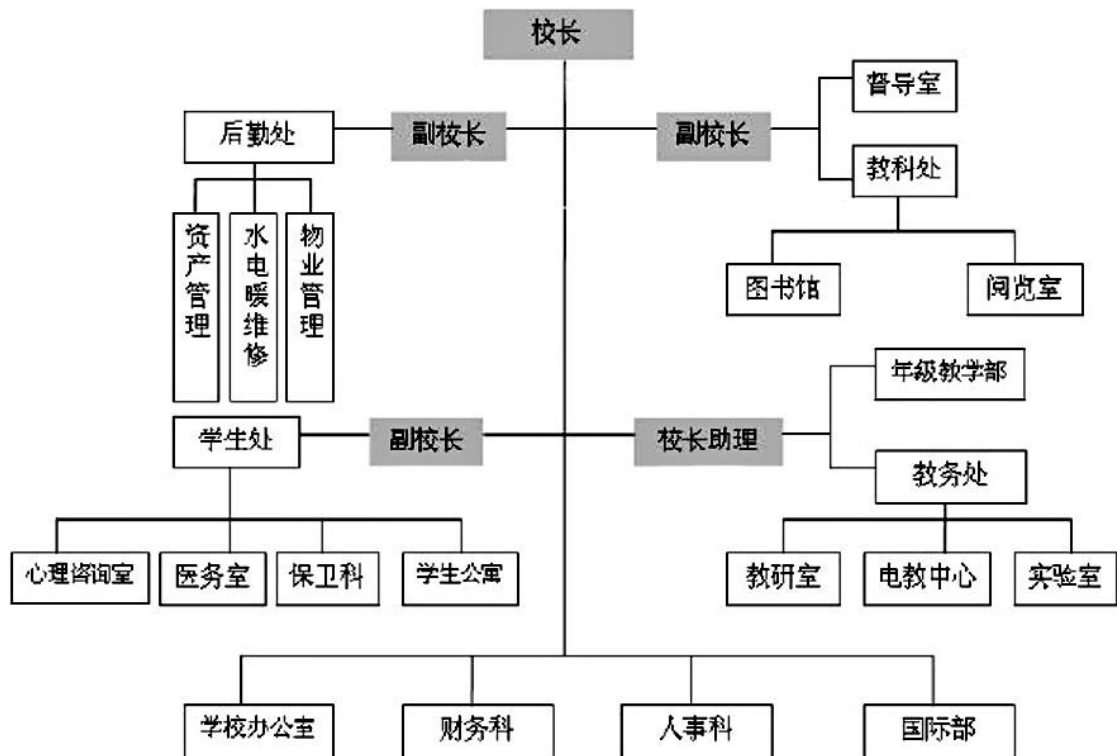 校长
督导室
后勤处
副校长
副校长
教科处
资产管理
水电暖维修
物业管理
图书馆
阅览室
年级教学部
学生处
副校长
校长助理
教务处
心理咨询室
医务室
保卫科
学生公寓
教研室
电教中心
实验室
学校办公室
财务科
人事科
国际部